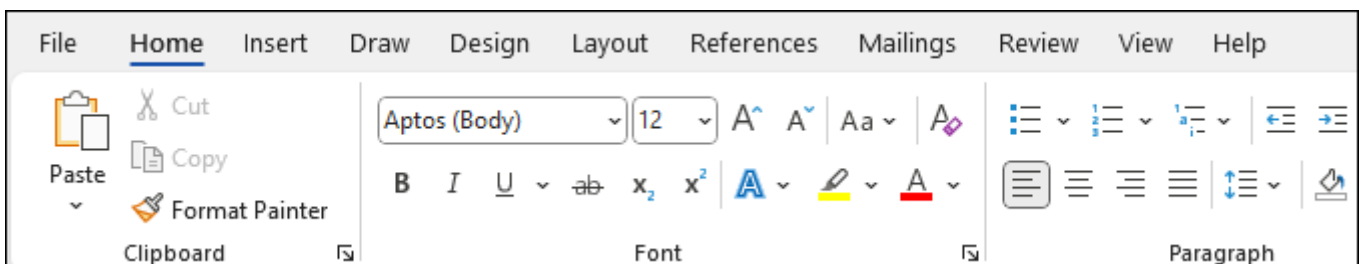 File Home Insert Draw Design Layout References Mailings Review View Help
Cut
Aptos (Body) 12
Copy
Paste
Format Painter
Clipboard Font Paragraph